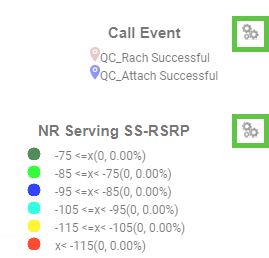 Call Event
QC_Rach Successful
QC_Attach Successful
NR Serving SS-RSRP
-75 <=x(0, 0.00%)
-85 <=x< -75(0, 0.00%)
-95 <=x< -85(0, 0.00%)
-105 <=x< -95(0, 0.00%)
-115 <=x< -105(0, 0.00%)
x< -115(0, 0.00%)